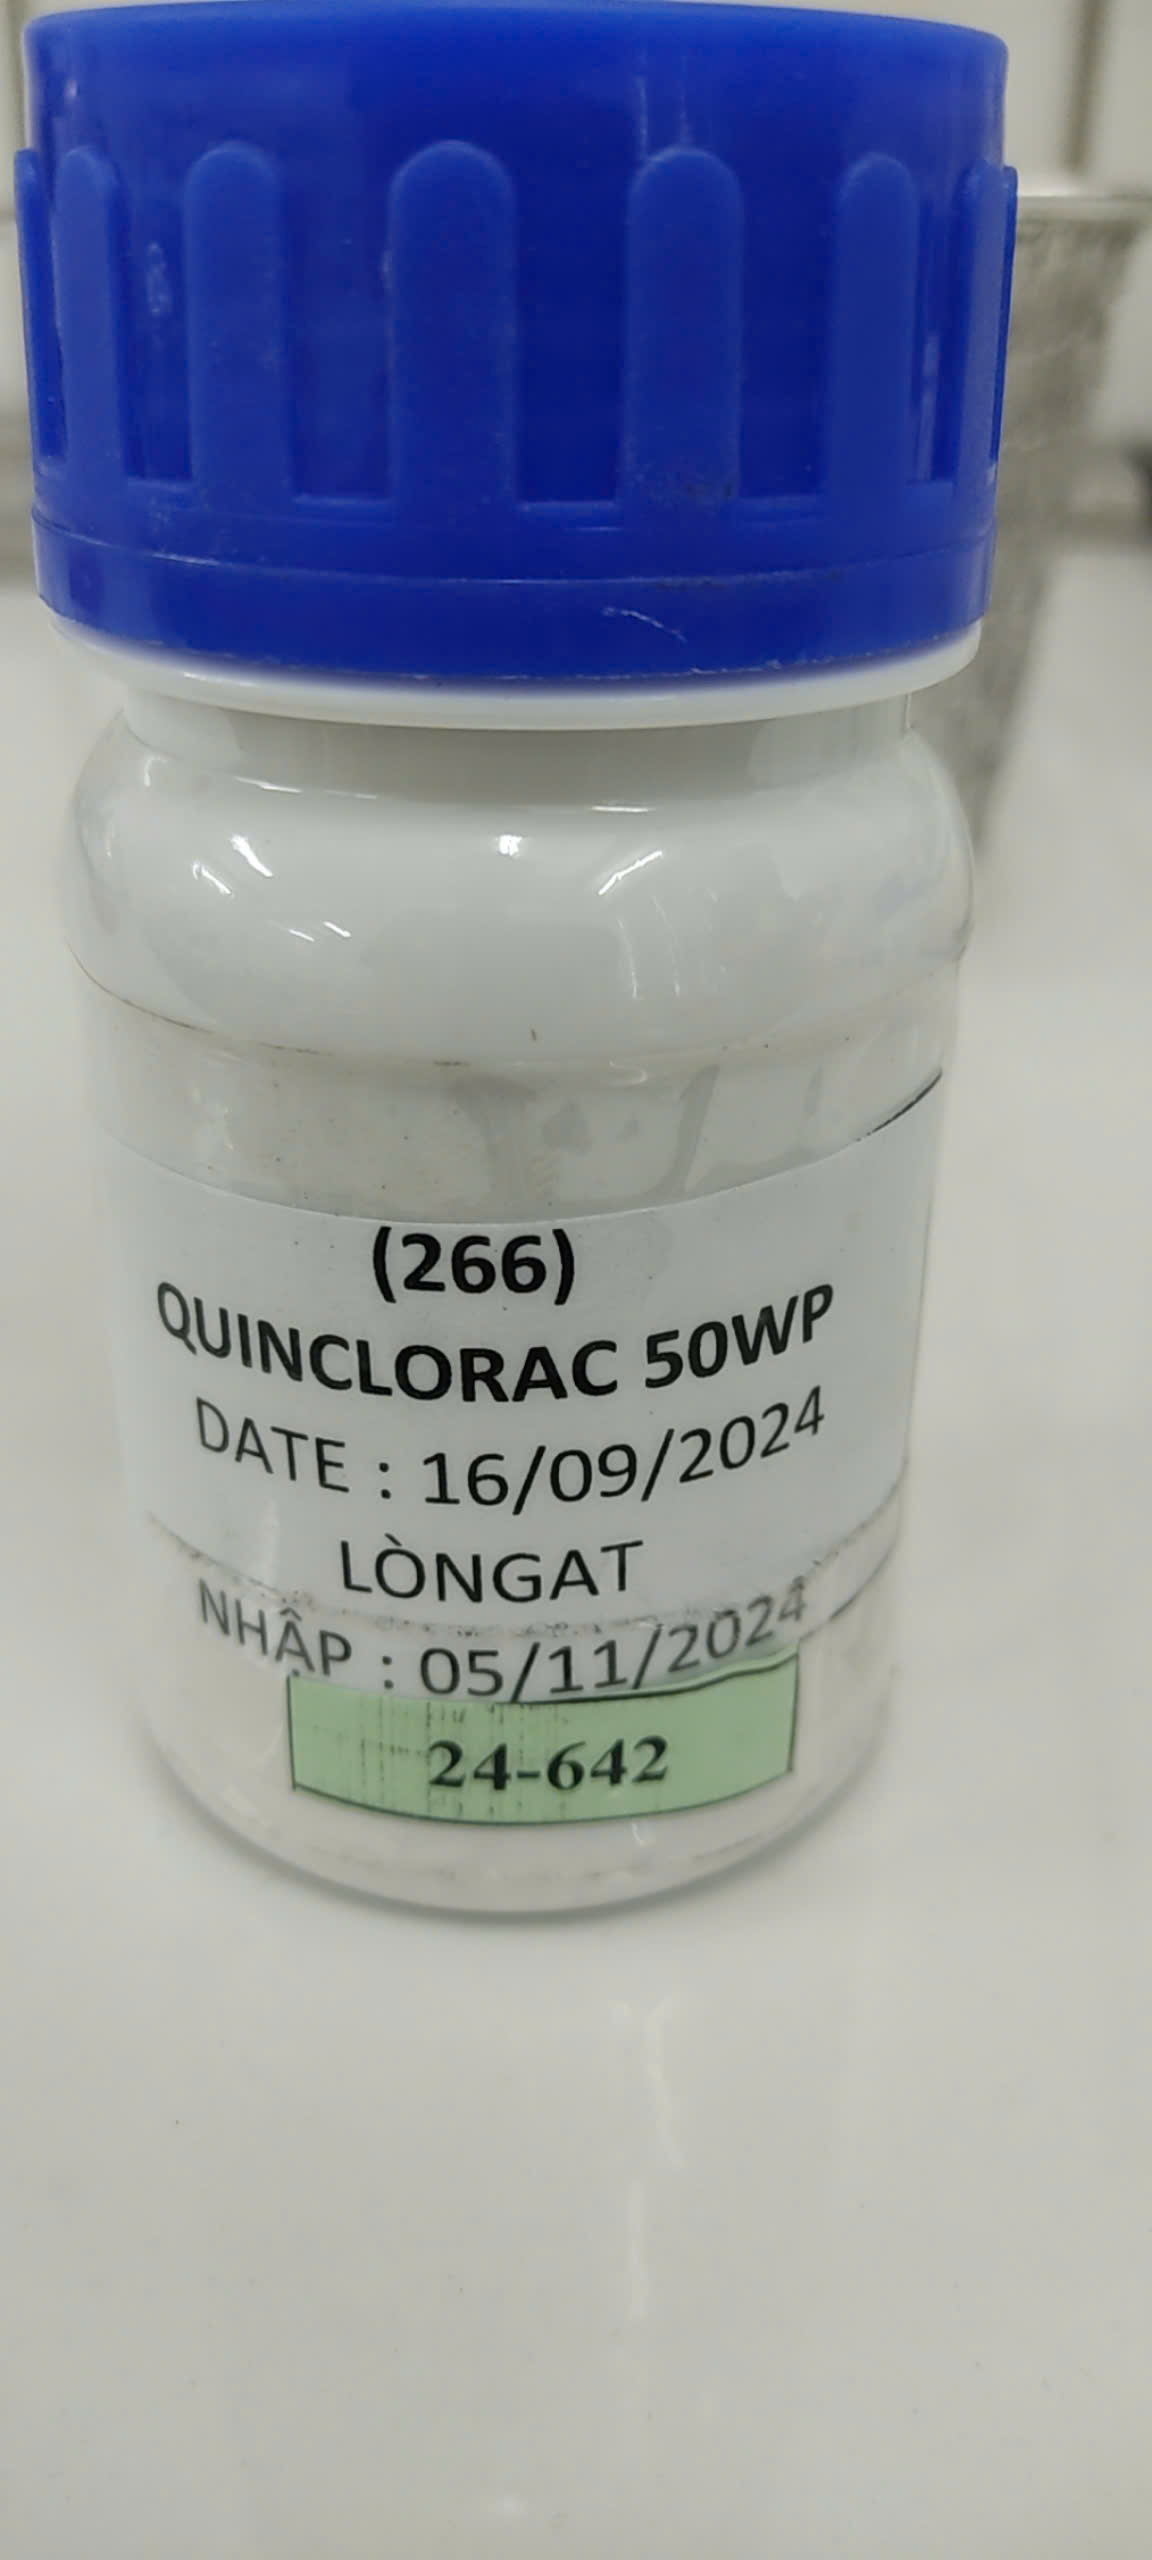 (266)
QUINCLORAC 50WP
DATE : 16/09/2024
LÒNGAT
NHẬP : 05/11/2024
24-642